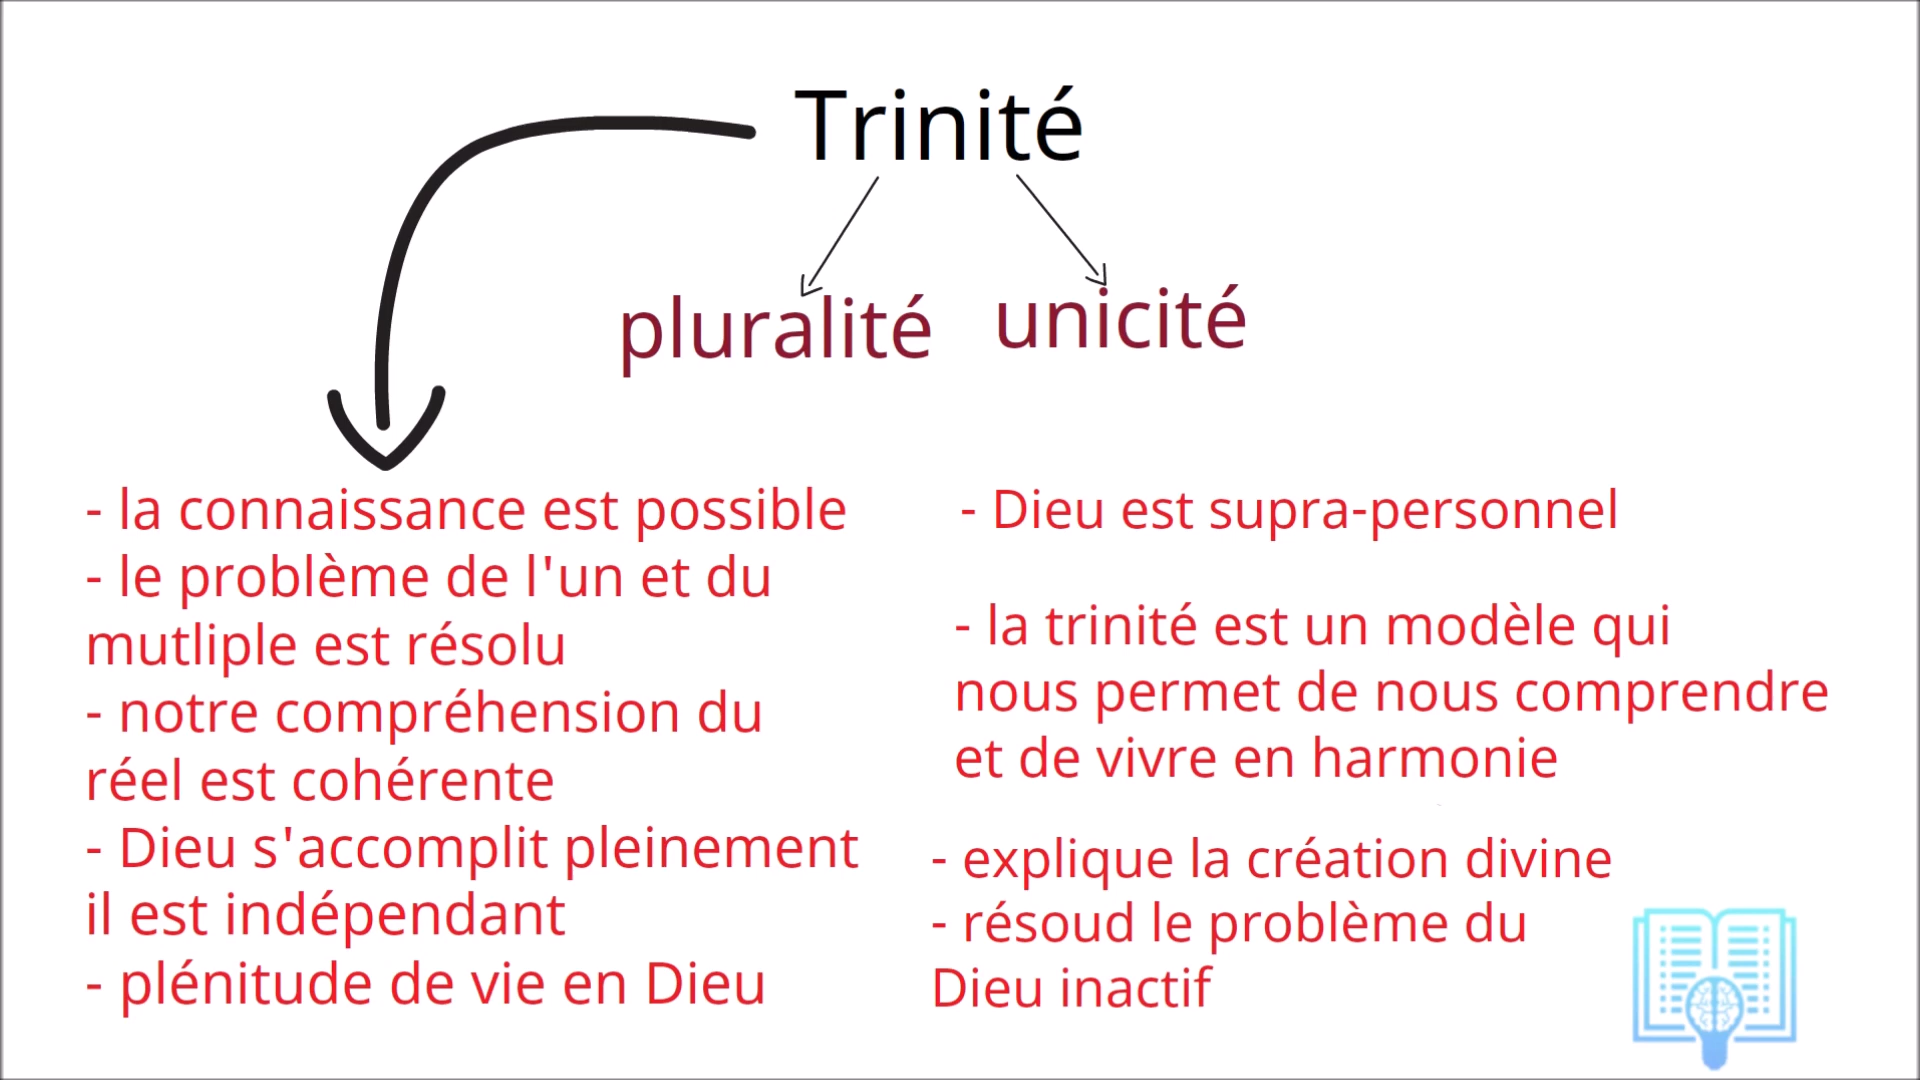 Trinité
pluralité
unicité
- la connaissance est possible
- le problème de l'un et du
mutliple est résolu
- notre compréhension du
réel est cohérente
- Dieu s'accomplit pleinement
il est indépendant
- plénitude de vie en Dieu
- Dieu est supra-personnel
- la trinité est un modèle qui
nous permet de nous comprendre
et de vivre en harmonie
- explique la création divine
- résoud le problème du
Dieu inactif